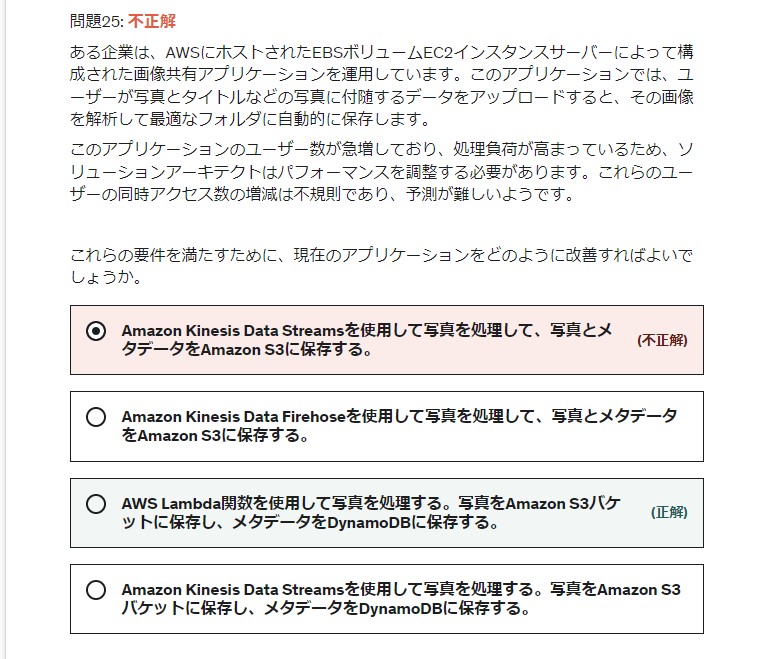 問題25: 不正解
ある企業は、AWSにホストされたEBSボリュームEC2インスタンスサーバーによって構
成された画像共有アプリケーションを運用しています。このアプリケーションでは、ユ
ーザーが写真とタイトルなどの写真に付随するデータをアップロードすると、その画像
を解析して最適なフォルダに自動的に保存します。
このアプリケーションのユーザー数が急増しており、処理負荷が高まっているため、ソ
リューションアーキテクトはパフォーマンスを調整する必要があります。これらのユー
ザーの同時アクセス数の増減は不規則であり、予測が難しいようです。
これらの要件を満たすために、現在のアプリケーションをどのように改善すればよいで
しょうか。
Amazon Kinesis Data Streamsを使用して写真を処理して、写真とメ
タデータをAmazon S3に保存する。
(不正解)
Amazon Kinesis Data Firehoseを使用して写真を処理して、写真とメタデータ
をAmazon S3に保存する。
AWS Lambda関数を使用して写真を処理する。写真をAmazon S3バケ
ットに保存し、メタデータをDynamoDBに保存する。
(正解)
Amazon Kinesis Data Streamsを使用して写真を処理する。写真をAmazon S3
バケットに保存し、メタデータをDynamoDBに保存する。